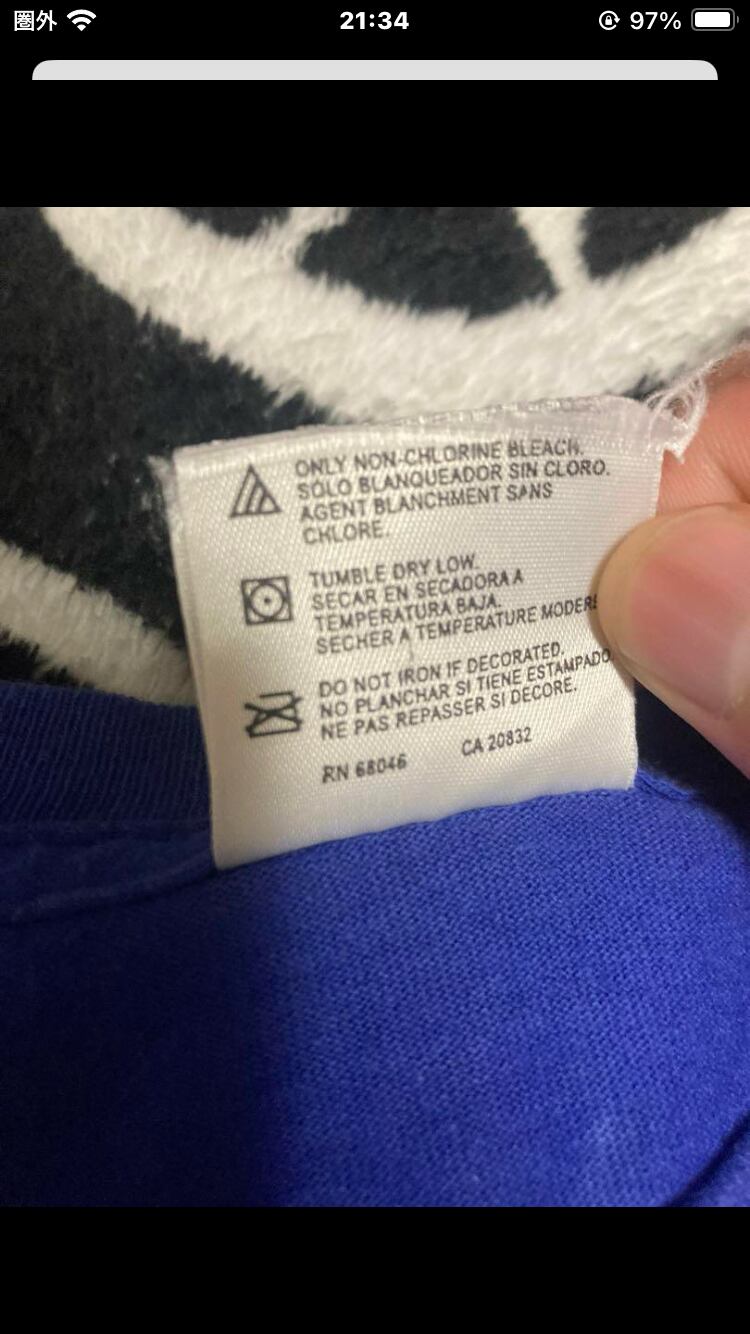 圏外
21:34
97%
ONLY NON-CHLORINE BLEACH.
SOLO BLANQUEADOR SIN CLORO.
AGENT BLANCHMENT SANS
CHLORE.
TUMBLE DRY LOW.
SECAR EN SECADORA A
TEMPERATURA BAJA.
SECHER A TEMPERATURE
DO NOT IRON IF DECORATED.
NO PLANCHAR SI TIENE ESTAMPADO
NE PAS REPASSER SI DECORE.
RN 68046 CA 20832